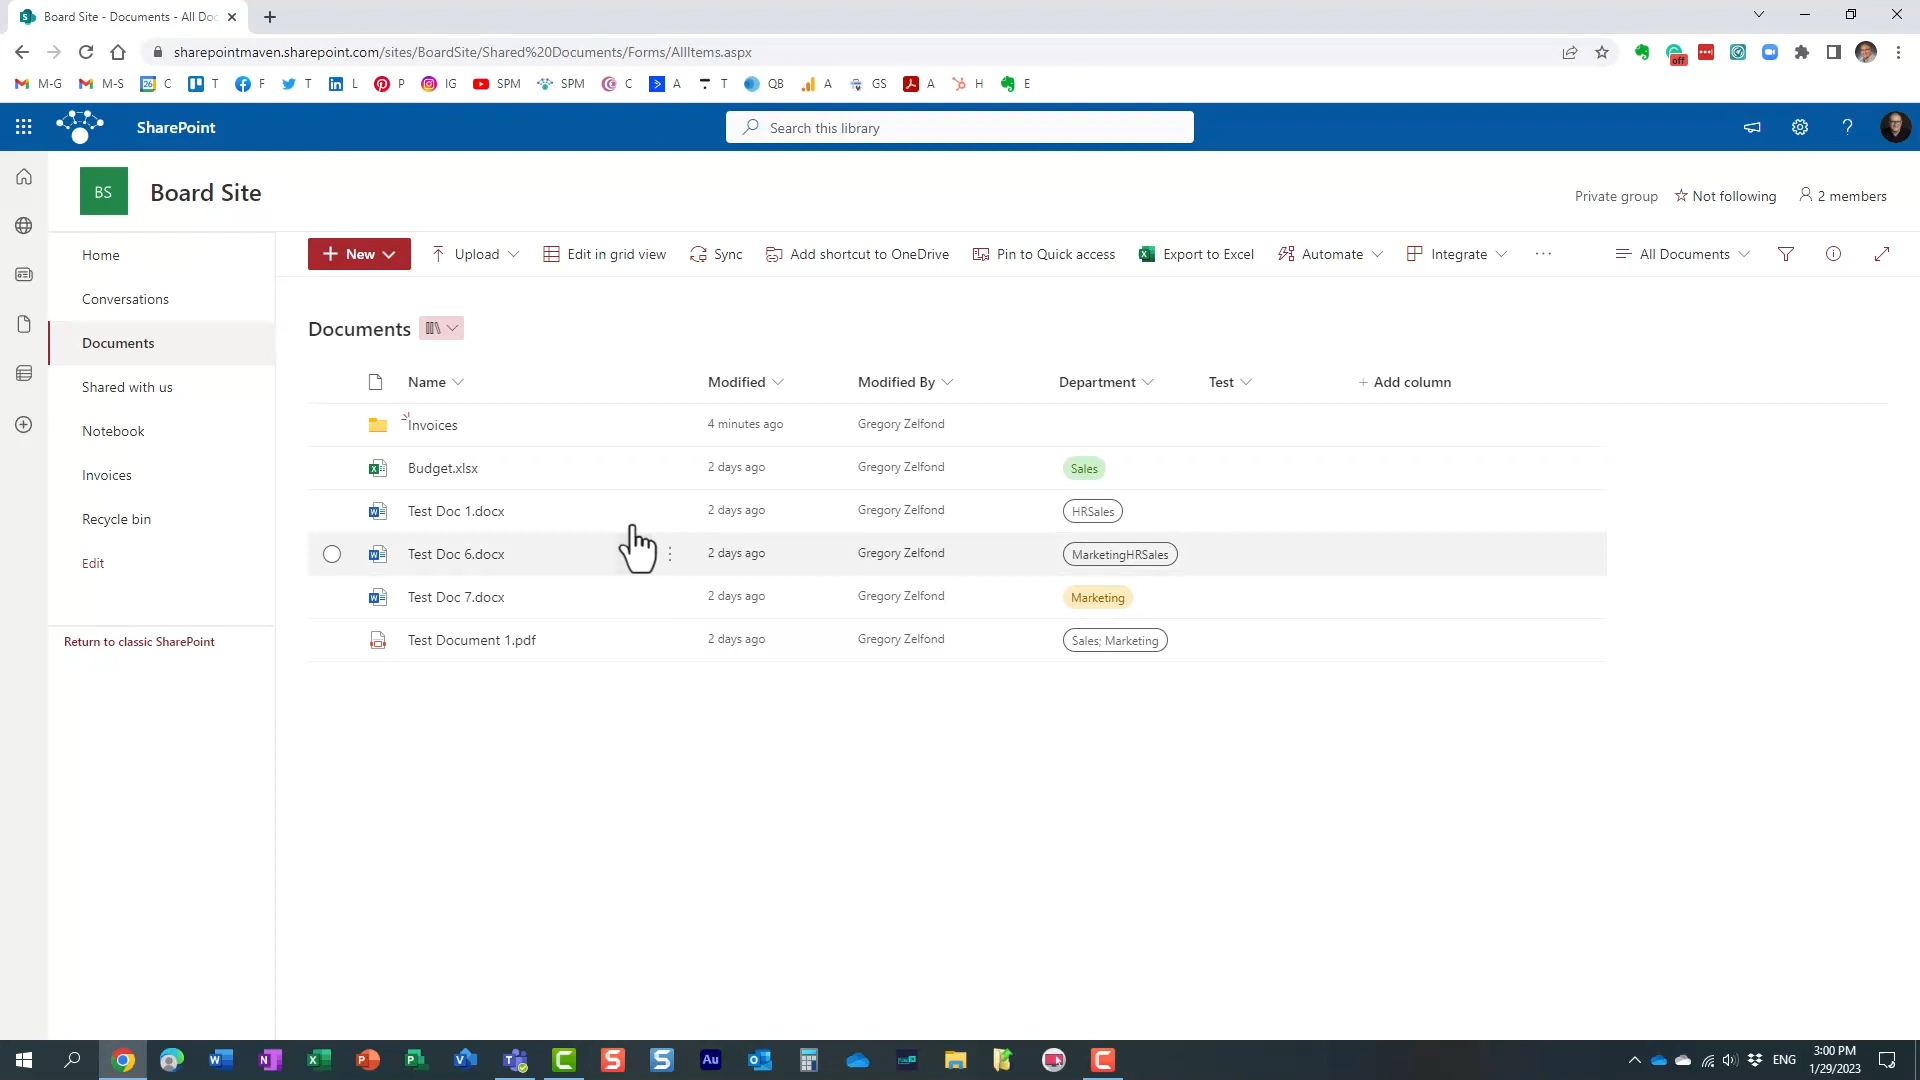 Board Site - Documents - All Doc
sharepointmaven.sharepoint.com/sites/BoardSite/Shared%20Documents/Forms/AllItems.aspx
off
M-G M-S 26 C T F T L P IG SPM SPM C A T QB A GS A H E
SharePoint
Search this library
BS
Board Site
Private group
Not following
2 members
Home
Conversations
Documents
Shared with us
Notebook
Invoices
Recycle bin
Edit
Return to classic SharePoint
New Upload Edit in grid view Sync Add shortcut to OneDrive Pin to Quick access Export to Excel Automate Integrate All Documents
Documents
Name Modified Modified By Department Test + Add column
Invoices 4 minutes ago Gregory Zelfond
Budget.xlsx 2 days ago Gregory Zelfond Sales
Test Doc 1.docx 2 days ago Gregory Zelfond HRSales
Test Doc 6.docx 2 days ago Gregory Zelfond MarketingHRSales
Test Doc 7.docx 2 days ago Gregory Zelfond Marketing
Test Document 1.pdf 2 days ago Gregory Zelfond Sales; Marketing
ENG
3:00 PM
1/29/2023